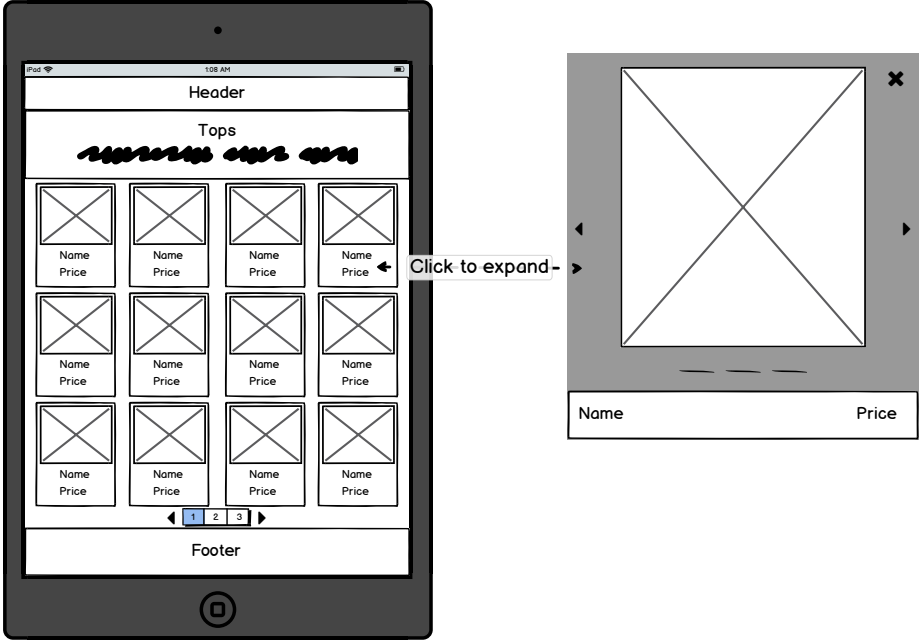 iPad 1:08 AM
Header
Tops
Name Name Name Name
Price Price Price Price
Click to expand
Name Name Name Name
Price Price Price Price
Name Name Name Name
Price Price Price Price
1 2 3
Footer
Name Price